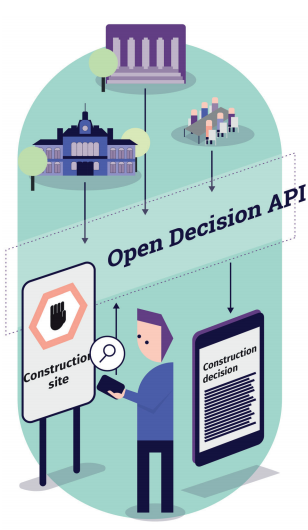 Open Decision API
Construction
site
Construction
decision